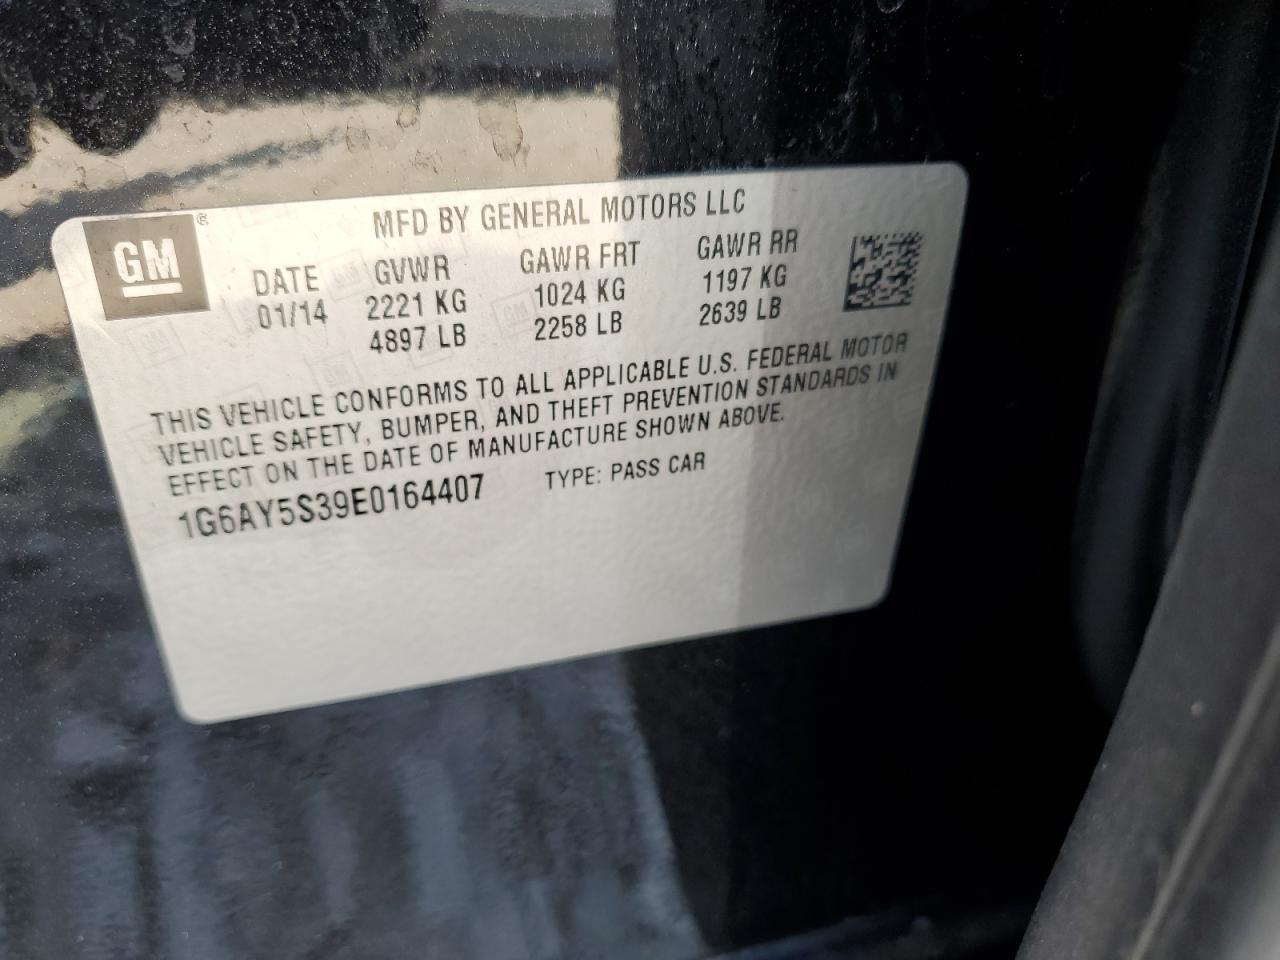 GM ®
MFD BY GENERAL MOTORS LLC
DATE GVWR GAWR FRT GAWR RR
01/14 2221 KG 1024 KG 1197 KG
4897 LB 2258 LB 2639 LB
THIS VEHICLE CONFORMS TO ALL APPLICABLE U.S. FEDERAL MOTOR
VEHICLE SAFETY, BUMPER, AND THEFT PREVENTION STANDARDS IN
EFFECT ON THE DATE OF MANUFACTURE SHOWN ABOVE.
1G6AY5S39E0164407 TYPE: PASS CAR